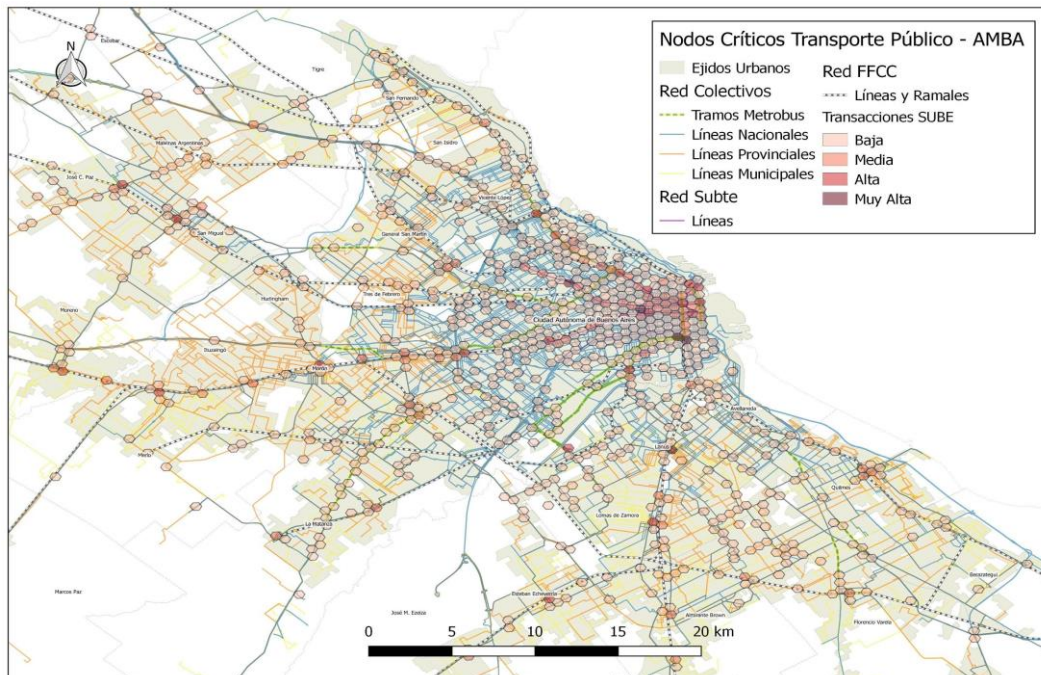 Nodos Críticos Transporte Público - AMBA
Ejidos Urbanos
Red Colectivos
Tramos Metrobus
Líneas Nacionales
Líneas Provinciales
Líneas Municipales
Red Subte
Líneas
Red FFCC
Líneas y Ramales
Transacciones SUBE
Baja
Media
Alta
Muy Alta
N
Escobar
Tigre
San Fernando
Malvinas Argentinas
San Isidro
José C. Paz
Vicente López
San Miguel
General San Martín
Tres de Febrero
Hurlingham
Moreno
Ciudad Autónoma de Buenos Aires
Ituzaingó
Morón
Avellaneda
Lanús
Merlo
Quilmes
Lomas de Zamora
La Matanza
Berazategui
Marcos Paz
Esteban Echeverría
José M. Ezeiza
Almirante Brown
Florencio Varela
0 5 10 15 20 km